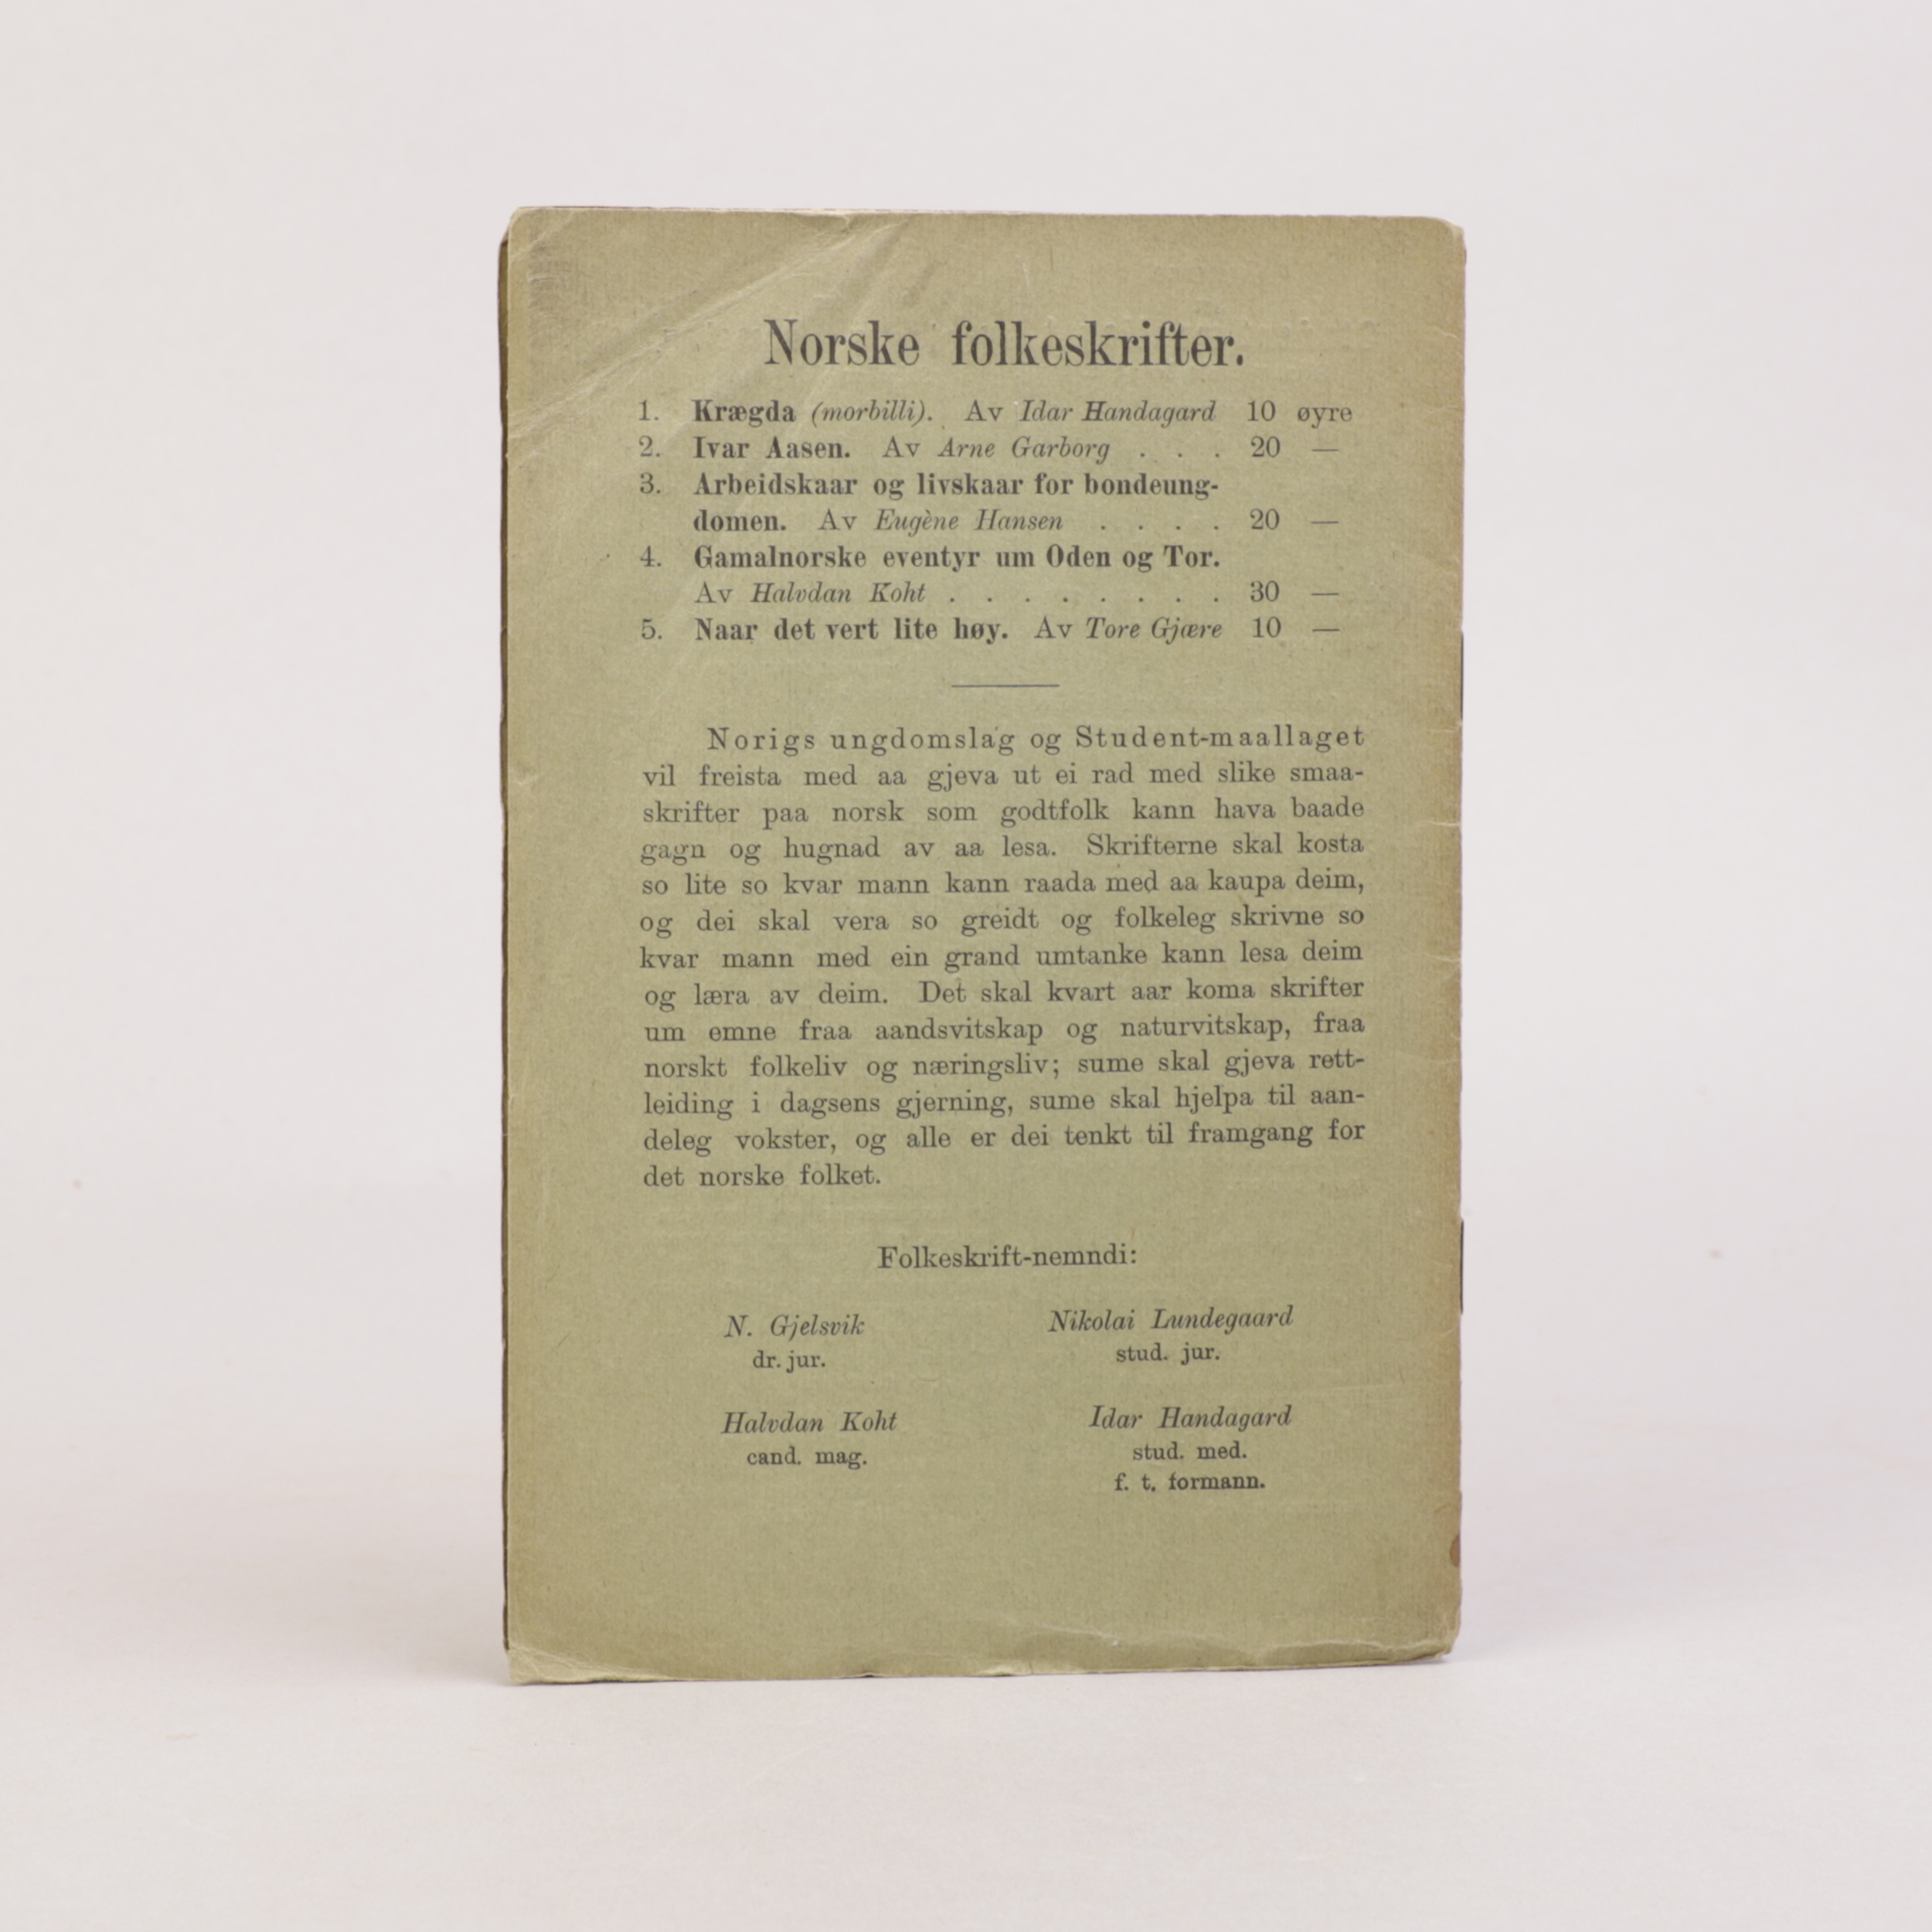 Norske folkeskrifter.
1. Krægda (morbilli). Av Idar Handagard 10 øyre
2. Ivar Aasen. Av Arne Garborg . . . 20 —
3. Arbeidskaar og livskaar for bondeung-
domen. Av Eugène Hansen . . . . 20 —
4. Gamalnorske eventyr um Oden og Tor.
Av Halvdan Koht . . . . . . . . 30 —
5. Naar det vert lite høy. Av Tore Gjære 10 —
Norigs ungdomslag og Student-maallaget
vil freista med aa gjeva ut ei rad med slike smaa-
skrifter paa norsk som godtfolk kann hava baade
gagn og hugnad av aa lesa. Skrifterne skal kosta
so lite so kvar mann kann raada med aa kaupa deim,
og dei skal vera so greidt og folkeleg skrivne so
kvar mann med ein grand umtanke kann lesa deim
og læra av deim. Det skal kvart aar koma skrifter
um emne fraa aandsvitskap og naturvitskap, fraa
norskt folkeliv og næringsliv; sume skal gjeva rett-
leiding i dagsens gjerning, sume skal hjelpa til aan-
deleg vokster, og alle er dei tenkt til framgang for
det norske folket.
Folkeskrift-nemndi:
N. Gjelsvik Nikolai Lundegaard
dr. jur. stud. jur.
Halvdan Koht Idar Handagard
cand. mag. stud. med.
f. t. formann.